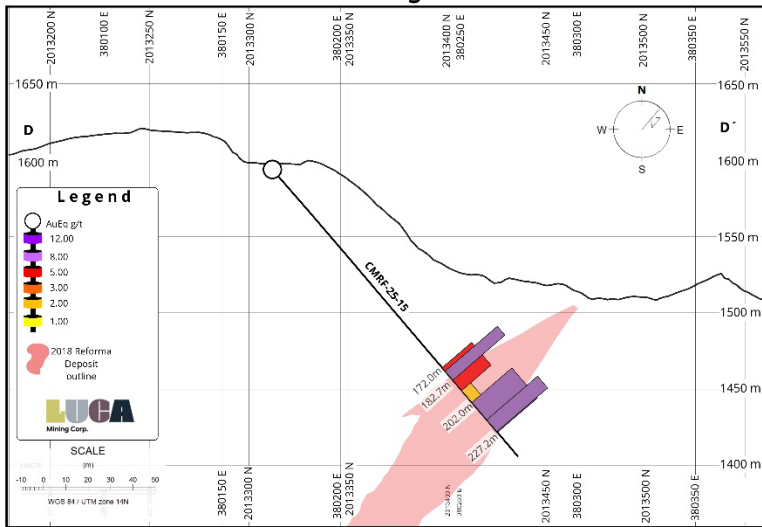 2013200 N
380100 E
2013250 N
380150 E
2013300 N
380200 E
2013350 N
2013400 N
380250 E
2013450 N
380300 E
2013500 N
380350 E
2013550 N
1650 m
1650 m
N
W
E
S
D
D´
1600 m
1600 m
Legend
AuEq g/t
12.00
8.00
5.00
3.00
2.00
1.00
2018 Reforma
Deposit
outline
LUCA
Mining Corp.
SCALE
(m)
-10 0 10 20 30 40 50
WGS 84 / UTM zone 14N
CMRF-25-15
1550 m
1500 m
172.0m
182.7m
202.0m
227.2m
1450 m
1400 m
380150 E
2013300 N
380200 E
2013350 N
2013400 N
380250 E
2013450 N
380300 E
2013500 N
380350 E